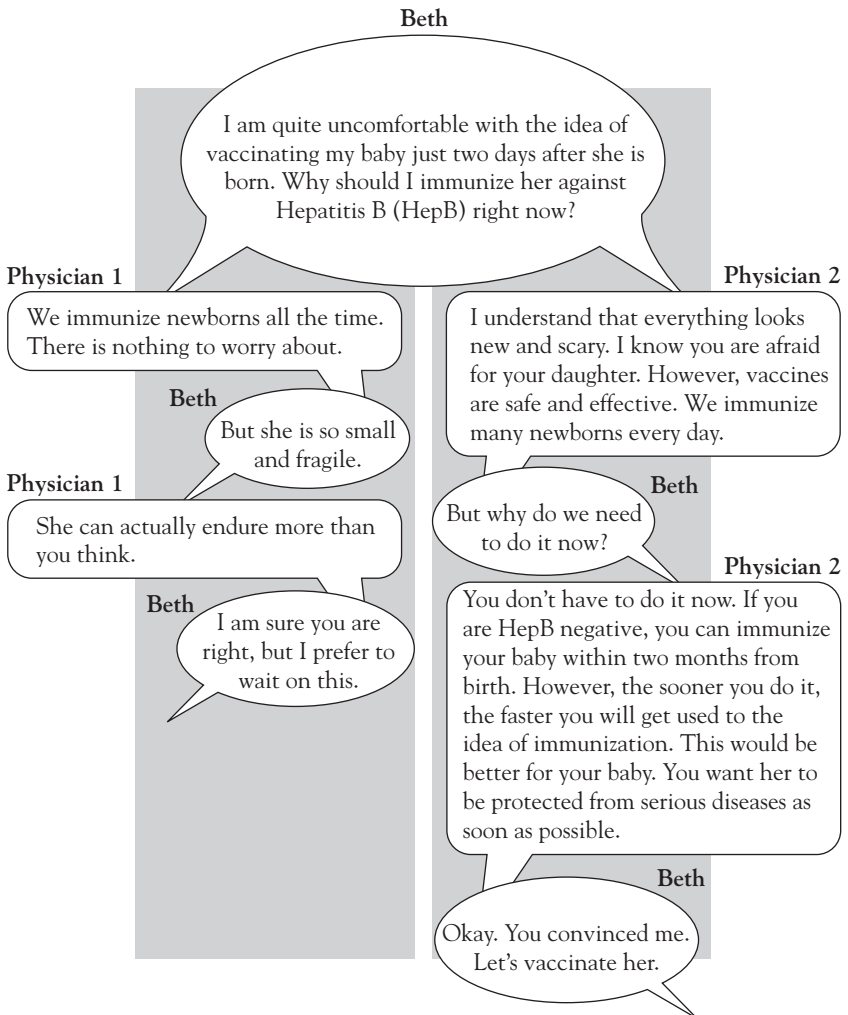 Beth
I am quite uncomfortable with the idea of
vaccinating my baby just two days after she is
born. Why should I immunize her against
Hepatitis B (HepB) right now?
Physician 1
We immunize newborns all the time.
There is nothing to worry about.
Beth
But she is so small
and fragile.
Physician 1
She can actually endure more than
you think.
Beth
I am sure you are
right, but I prefer to
wait on this.
Physician 2
I understand that everything looks
new and scary. I know you are afraid
for your daughter. However, vaccines
are safe and effective. We immunize
many newborns every day.
Beth
But why do we need
to do it now?
Physician 2
You don't have to do it now. If you
are HepB negative, you can immunize
your baby within two months from
birth. However, the sooner you do it,
the faster you will get used to the
idea of immunization. This would be
better for your baby. You want her to
be protected from serious diseases as
soon as possible.
Beth
Okay. You convinced me.
Let's vaccinate her.